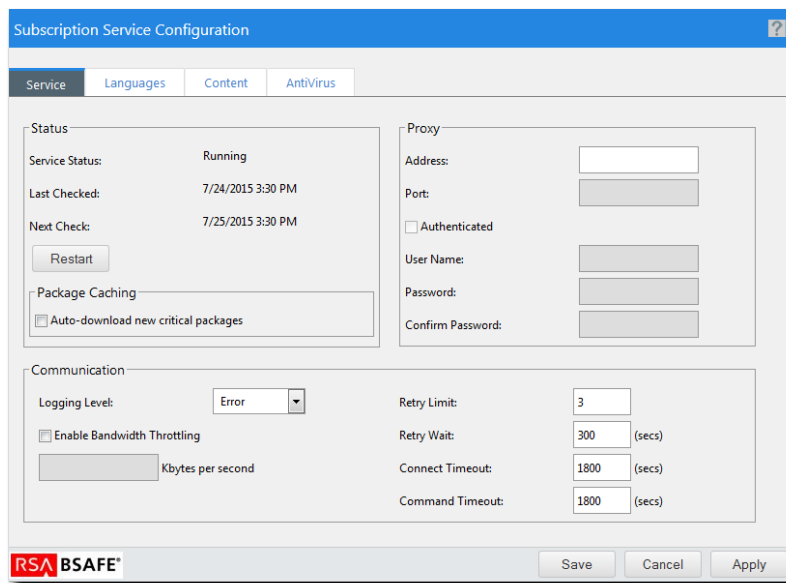 Subscription Service Configuration
?
Service
Languages
Content
AntiVirus
Status
Service Status:
Running
Last Checked:
7/24/2015 3:30 PM
Next Check:
7/25/2015 3:30 PM
Restart
Package Caching
Auto-download new critical packages
Proxy
Address:
Port:
Authenticated
User Name:
Password:
Confirm Password:
Communication
Logging Level:
Error
Enable Bandwidth Throttling
Kbytes per second
Retry Limit:
3
Retry Wait:
300
(secs)
Connect Timeout:
1800
(secs)
Command Timeout:
1800
(secs)
RSA BSAFE®
Save
Cancel
Apply